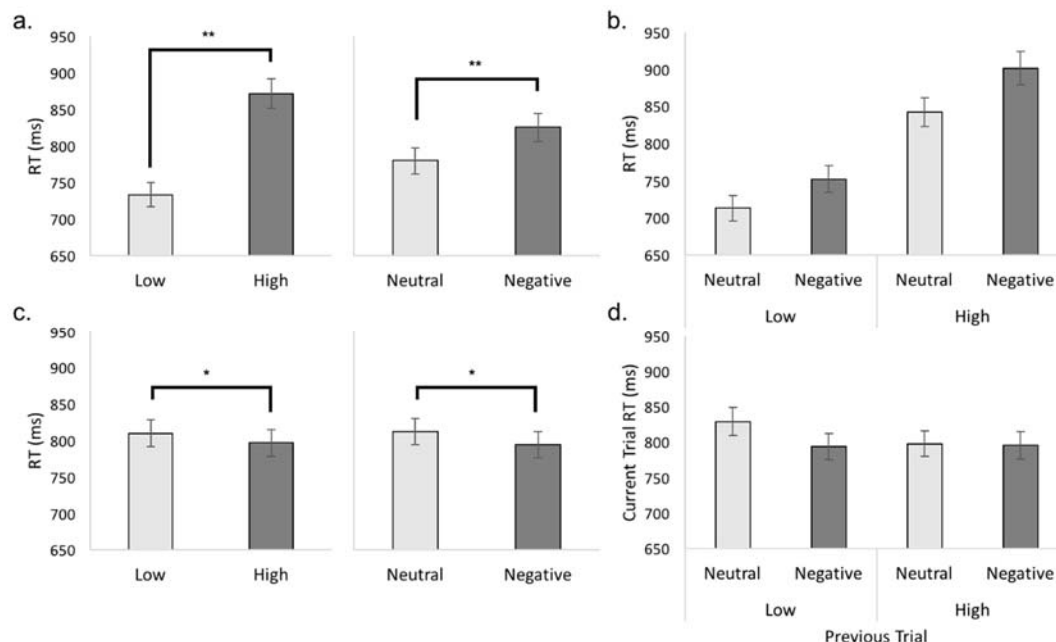 a.
RT (ms)
950
900
850
800
750
700
650
**
Low
High
**
Neutral
Negative
b.
RT (ms)
950
900
850
800
750
700
650
Neutral
Negative
Neutral
Negative
Low
High
c.
RT (ms)
950
900
850
800
750
700
650
*
Low
High
*
Neutral
Negative
d.
Current Trial RT (ms)
950
900
850
800
750
700
650
Neutral
Negative
Neutral
Negative
Low
High
Previous Trial